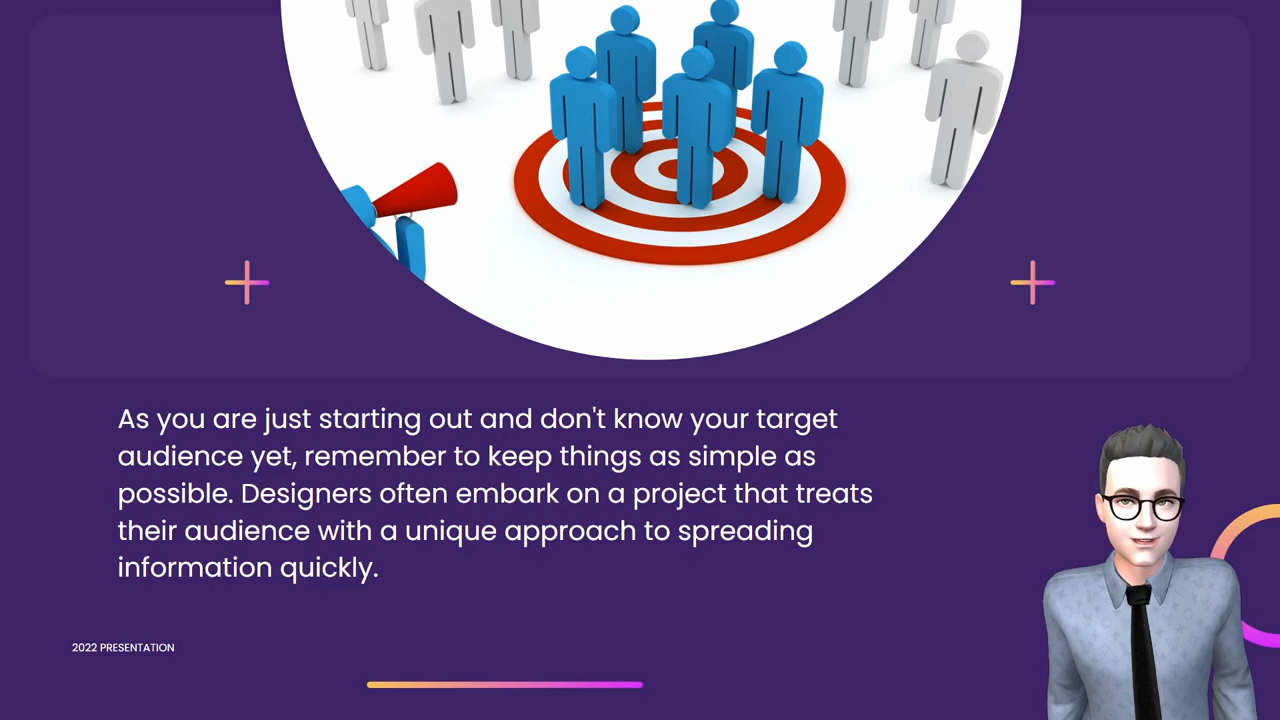 As you are just starting out and don't know your target
audience yet, remember to keep things as simple as
possible. Designers often embark on a project that treats
their audience with a unique approach to spreading
information quickly.
2022 PRESENTATION